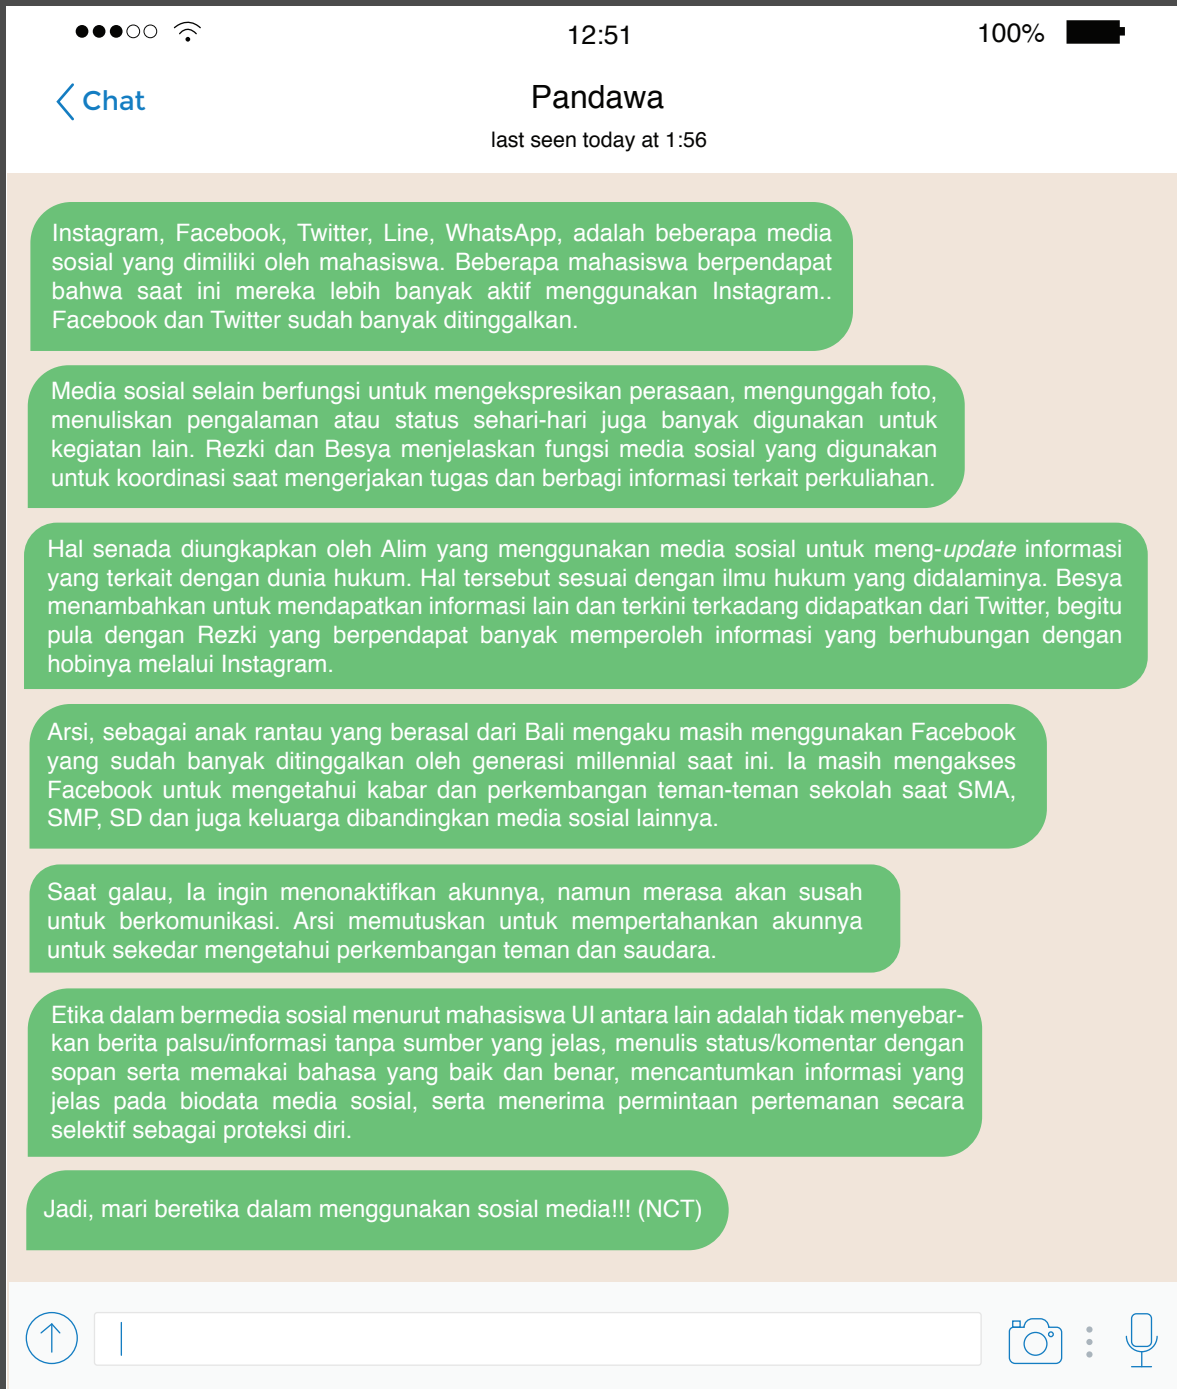 12:51
100%
Chat
Pandawa
last seen today at 1:56
Instagram, Facebook, Twitter, Line, WhatsApp, adalah beberapa media
sosial yang dimiliki oleh mahasiswa. Beberapa mahasiswa berpendapat
bahwa saat ini mereka lebih banyak aktif menggunakan Instagram..
Facebook dan Twitter sudah banyak ditinggalkan.
Media sosial selain berfungsi untuk mengekspresikan perasaan, mengunggah foto,
menuliskan pengalaman atau status sehari-hari juga banyak digunakan untuk
kegiatan lain. Rezki dan Besya menjelaskan fungsi media sosial yang digunakan
untuk koordinasi saat mengerjakan tugas dan berbagi informasi terkait perkuliahan.
Hal senada diungkapkan oleh Alim yang menggunakan media sosial untuk meng-update informasi
yang terkait dengan dunia hukum. Hal tersebut sesuai dengan ilmu hukum yang didalaminya. Besya
menambahkan untuk mendapatkan informasi lain dan terkini terkadang didapatkan dari Twitter, begitu
pula dengan Rezki yang berpendapat banyak memperoleh informasi yang berhubungan dengan
hobinya melalui Instagram.
Arsi, sebagai anak rantau yang berasal dari Bali mengaku masih menggunakan Facebook
yang sudah banyak ditinggalkan oleh generasi millennial saat ini. Ia masih mengakses
Facebook untuk mengetahui kabar dan perkembangan teman-teman sekolah saat SMA,
SMP, SD dan juga keluarga dibandingkan media sosial lainnya.
Saat galau, Ia ingin menonaktifkan akunnya, namun merasa akan susah
untuk berkomunikasi. Arsi memutuskan untuk mempertahankan akunnya
untuk sekedar mengetahui perkembangan teman dan saudara.
Etika dalam bermedia sosial menurut mahasiswa UI antara lain adalah tidak menyebar-
kan berita palsu/informasi tanpa sumber yang jelas, menulis status/komentar dengan
sopan serta memakai bahasa yang baik dan benar, mencantumkan informasi yang
jelas pada biodata media sosial, serta menerima permintaan pertemanan secara
selektif sebagai proteksi diri.
Jadi, mari beretika dalam menggunakan sosial media!!! (NCT)